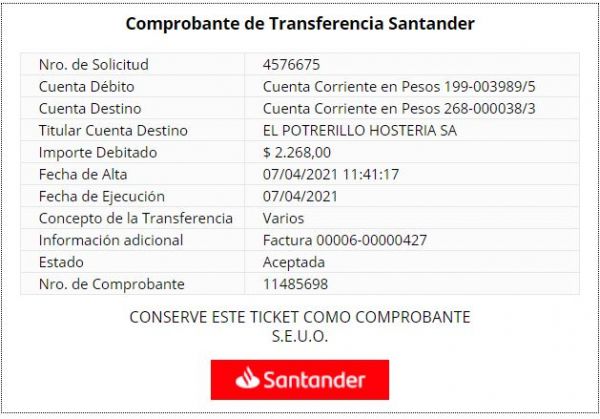 Comprobante de Transferencia Santander
Nro. de Solicitud 4576675
Cuenta Débito Cuenta Corriente en Pesos 199-003989/5
Cuenta Destino Cuenta Corriente en Pesos 268-000038/3
Titular Cuenta Destino EL POTRERILLO HOSTERIA SA
Importe Debitado $ 2.268,00
Fecha de Alta 07/04/2021 11:41:17
Fecha de Ejecución 07/04/2021
Concepto de la Transferencia Varios
Información adicional Factura 00006-00000427
Estado Aceptada
Nro. de Comprobante 11485698
CONSERVE ESTE TICKET COMO COMPROBANTE
S.E.U.O.
Santander